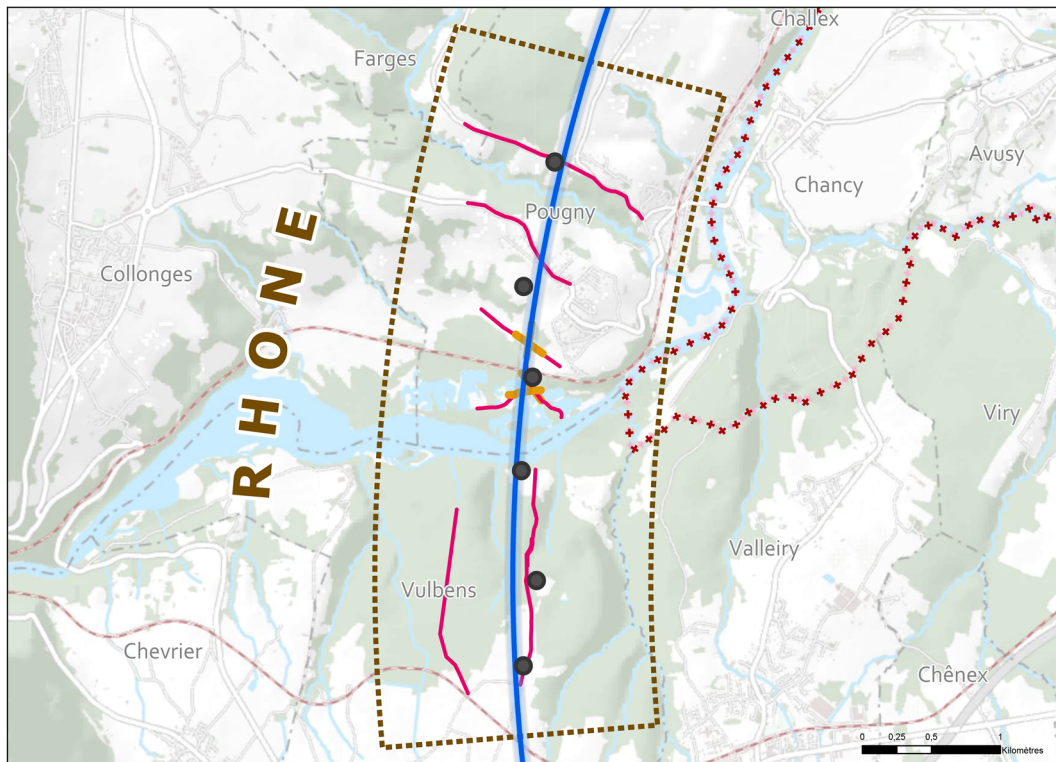 Challex
Farges
Avusy
Chancy
Pougny
RHONE
Collonges
Viry
Valleiry
Vulbens
Chevrier
Chênex
0 0,25 0,5 1
Kilomètres